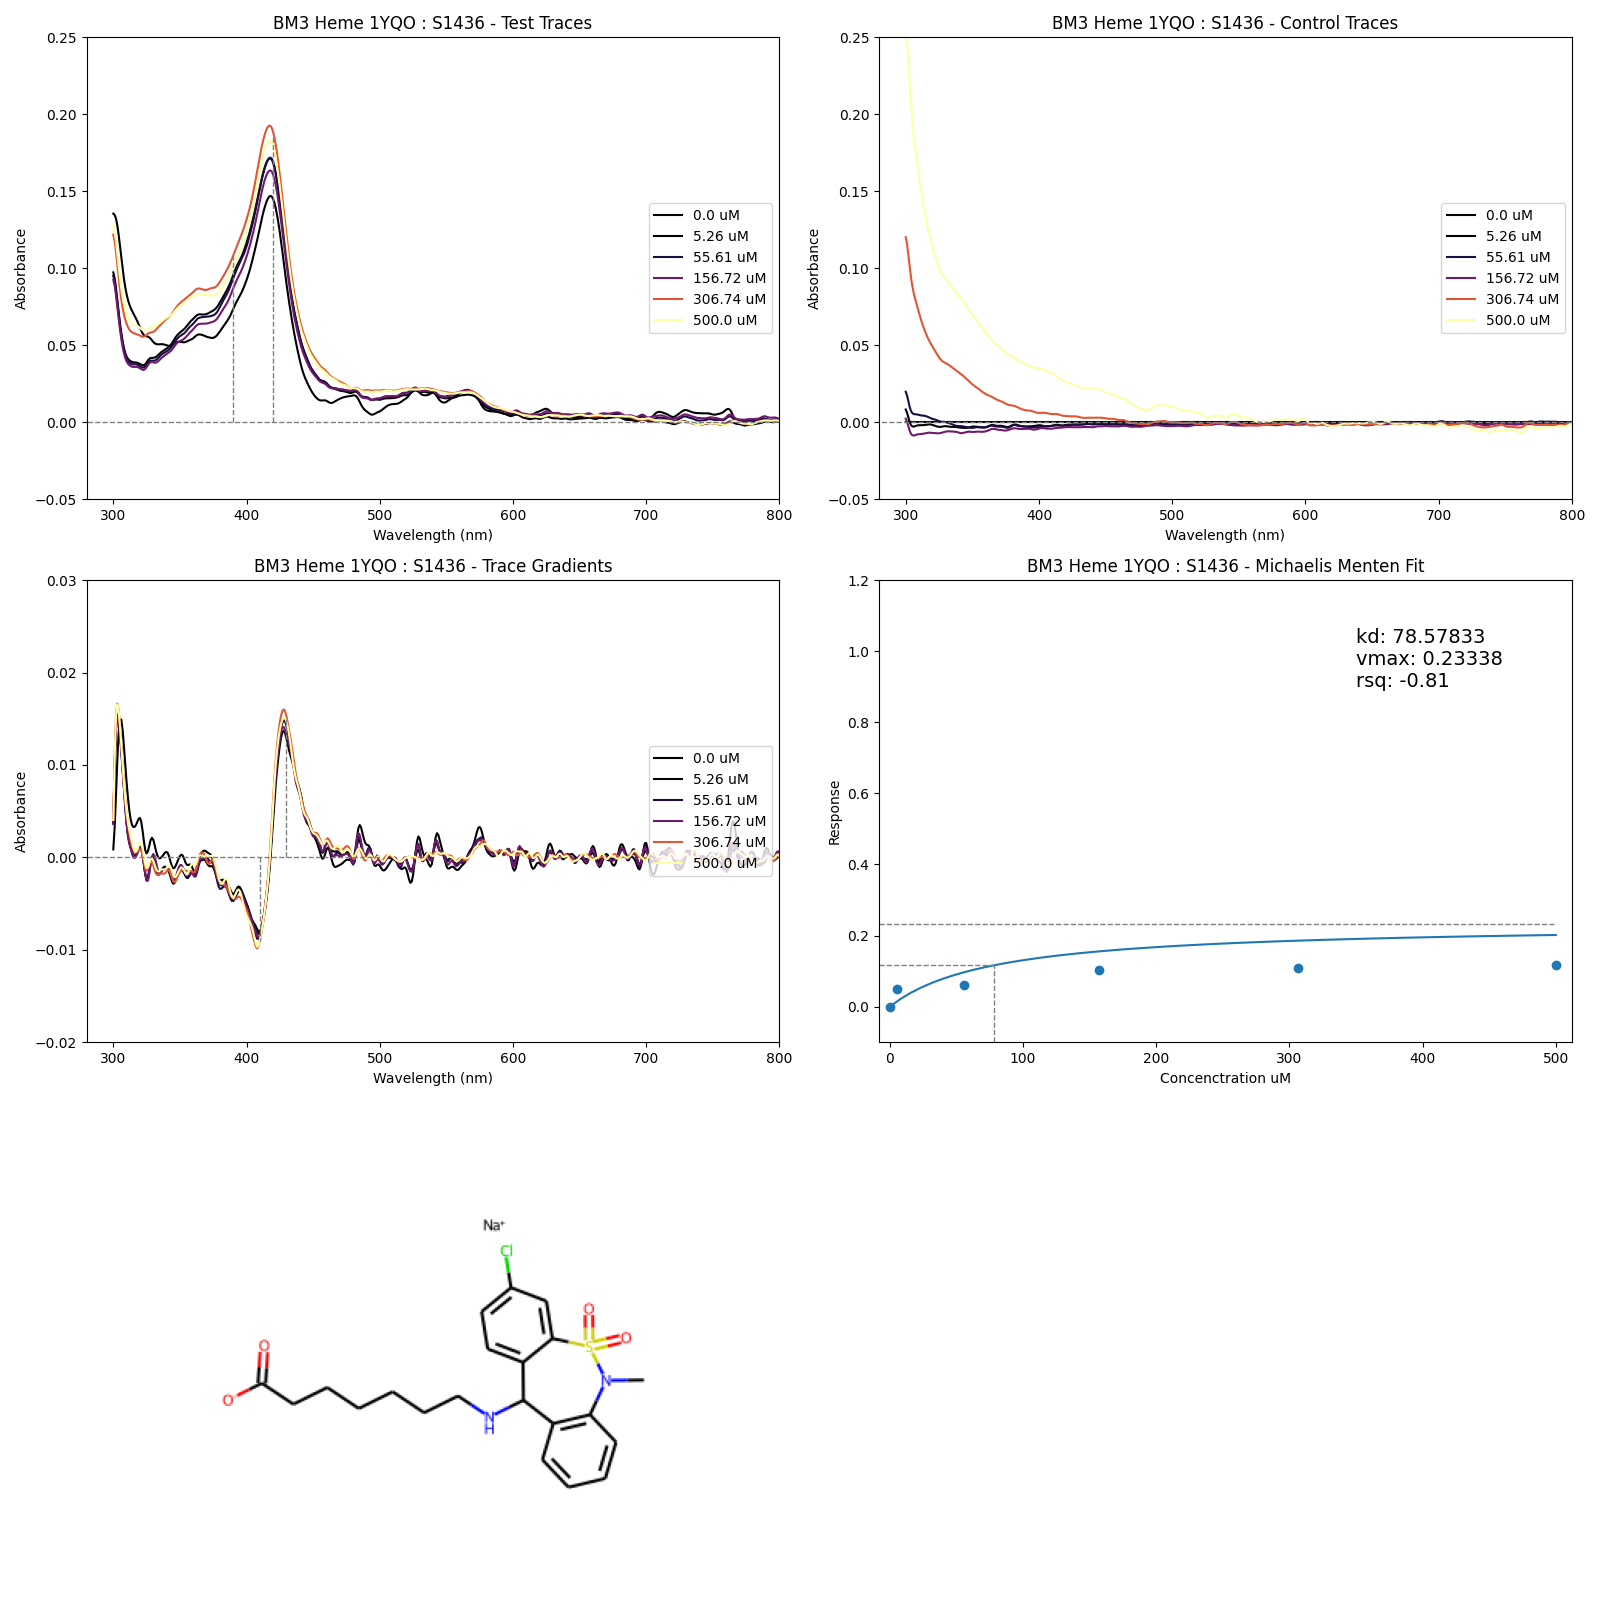 BM3 Heme 1YQO : S1436 - Test Traces
0.25
0.20
0.15
0.10
0.05
0.00
−0.05
Absorbance
300 400 500 600 700 800
Wavelength (nm)
0.0 uM
5.26 uM
55.61 uM
156.72 uM
306.74 uM
500.0 uM
BM3 Heme 1YQO : S1436 - Control Traces
0.25
0.20
0.15
0.10
0.05
0.00
−0.05
Absorbance
300 400 500 600 700 800
Wavelength (nm)
0.0 uM
5.26 uM
55.61 uM
156.72 uM
306.74 uM
500.0 uM
BM3 Heme 1YQO : S1436 - Trace Gradients
0.03
0.02
0.01
0.00
−0.01
−0.02
Absorbance
300 400 500 600 700 800
Wavelength (nm)
0.0 uM
5.26 uM
55.61 uM
156.72 uM
306.74 uM
500.0 uM
BM3 Heme 1YQO : S1436 - Michaelis Menten Fit
1.2
1.0
0.8
0.6
0.4
0.2
0.0
Response
kd: 78.57833
vmax: 0.23338
rsq: -0.81
0 100 200 300 400 500
Concenctration uM
Na⁺
Cl
O
O
S
N
O
O⁻
N
H